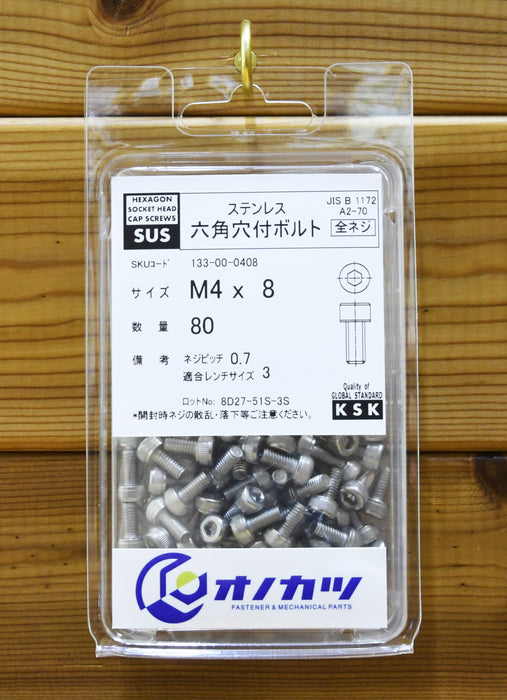 HEXAGON
SOCKET HEAD
CAP SCREWS
SUS
ステンレス
六角穴付ボルト
JIS B 1172
A2-70
全ネジ
SKUコード 133-00-0408
サイズ M4 x 8
数量 80
備考 ネジピッチ 0.7
適合レンチサイズ 3
ロットNo: 8D27-51S-3S
*開封時ネジの散乱・落下等ご注意ください。
Quality of
GLOBAL STANDARD
KSK
オノカツ
FASTENER & MECHANICAL PARTS